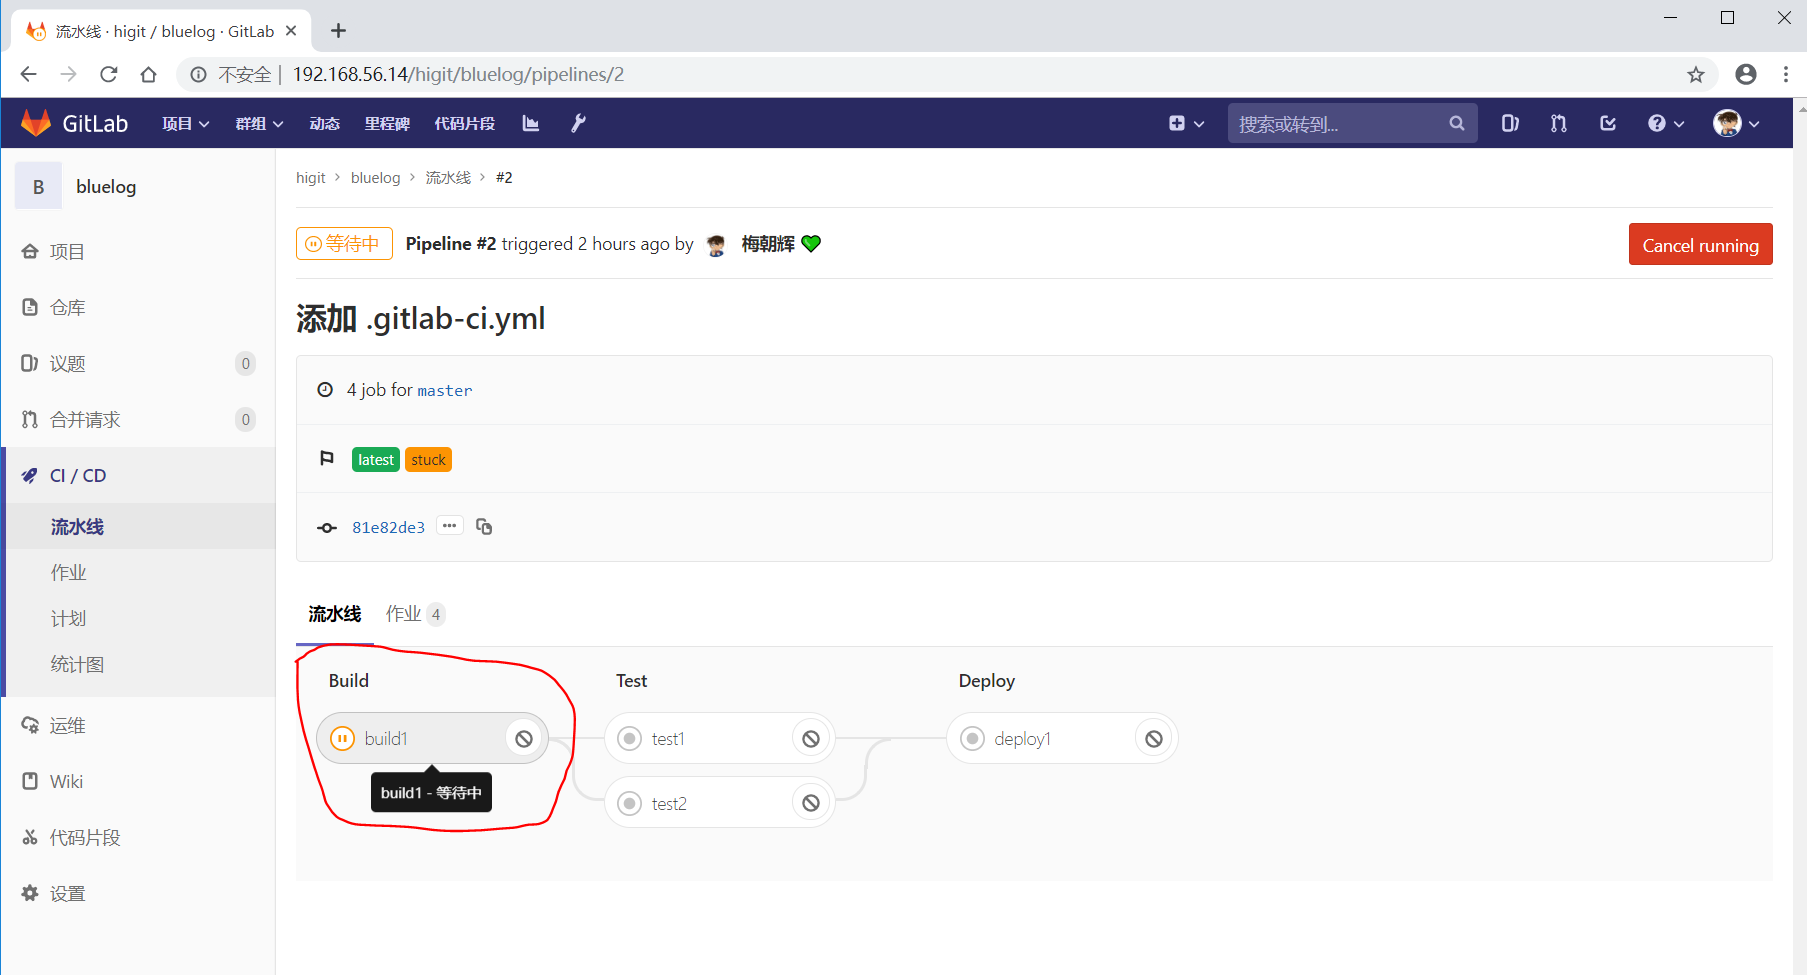 流水线 · higit / bluelog · GitLab
不安全 | 192.168.56.14/higit/bluelog/pipelines/2
GitLab 项目 群组 动态 里程碑 代码片段 搜索或转到...
B bluelog
项目
仓库
议题 0
合并请求 0
CI / CD
流水线
作业
计划
统计图
运维
Wiki
代码片段
设置
higit > bluelog > 流水线 > #2
等待中 Pipeline #2 triggered 2 hours ago by 梅朝辉 Cancel running
添加 .gitlab-ci.yml
4 job for master
latest stuck
81e82de3 ...
流水线 作业 4
Build Test Deploy
build1 test1 deploy1
build1 - 等待中 test2